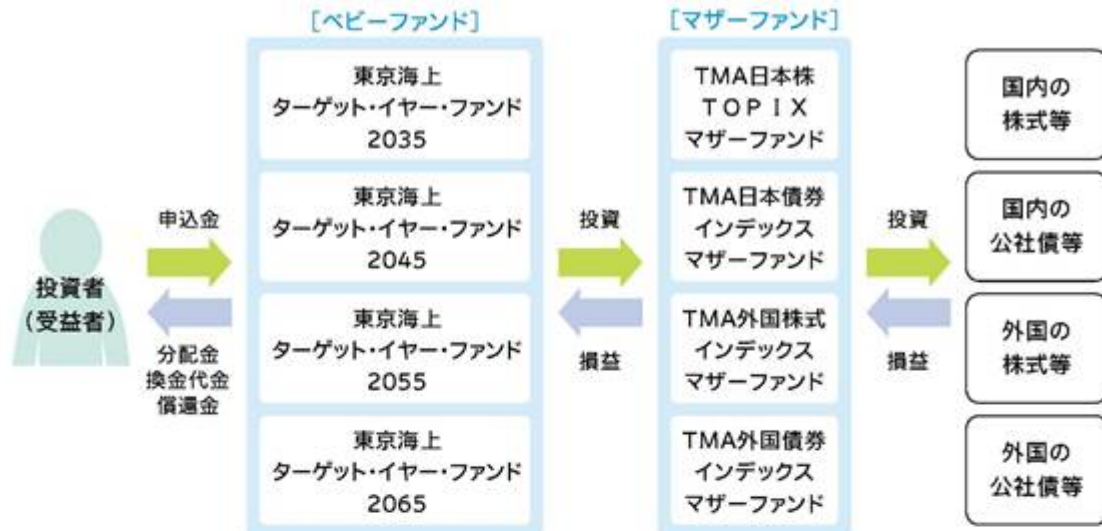 [ベビーファンド]
[マザーファンド]
投資者
(受益者)
申込金
分配金
換金代金
償還金
東京海上
ターゲット・イヤー・ファンド
2035
東京海上
ターゲット・イヤー・ファンド
2045
東京海上
ターゲット・イヤー・ファンド
2055
東京海上
ターゲット・イヤー・ファンド
2065
投資
損益
TMA日本株
TOPIX
マザーファンド
TMA日本債券
インデックス
マザーファンド
TMA外国株式
インデックス
マザーファンド
TMA外国債券
インデックス
マザーファンド
投資
損益
国内の
株式等
国内の
公社債等
外国の
株式等
外国の
公社債等